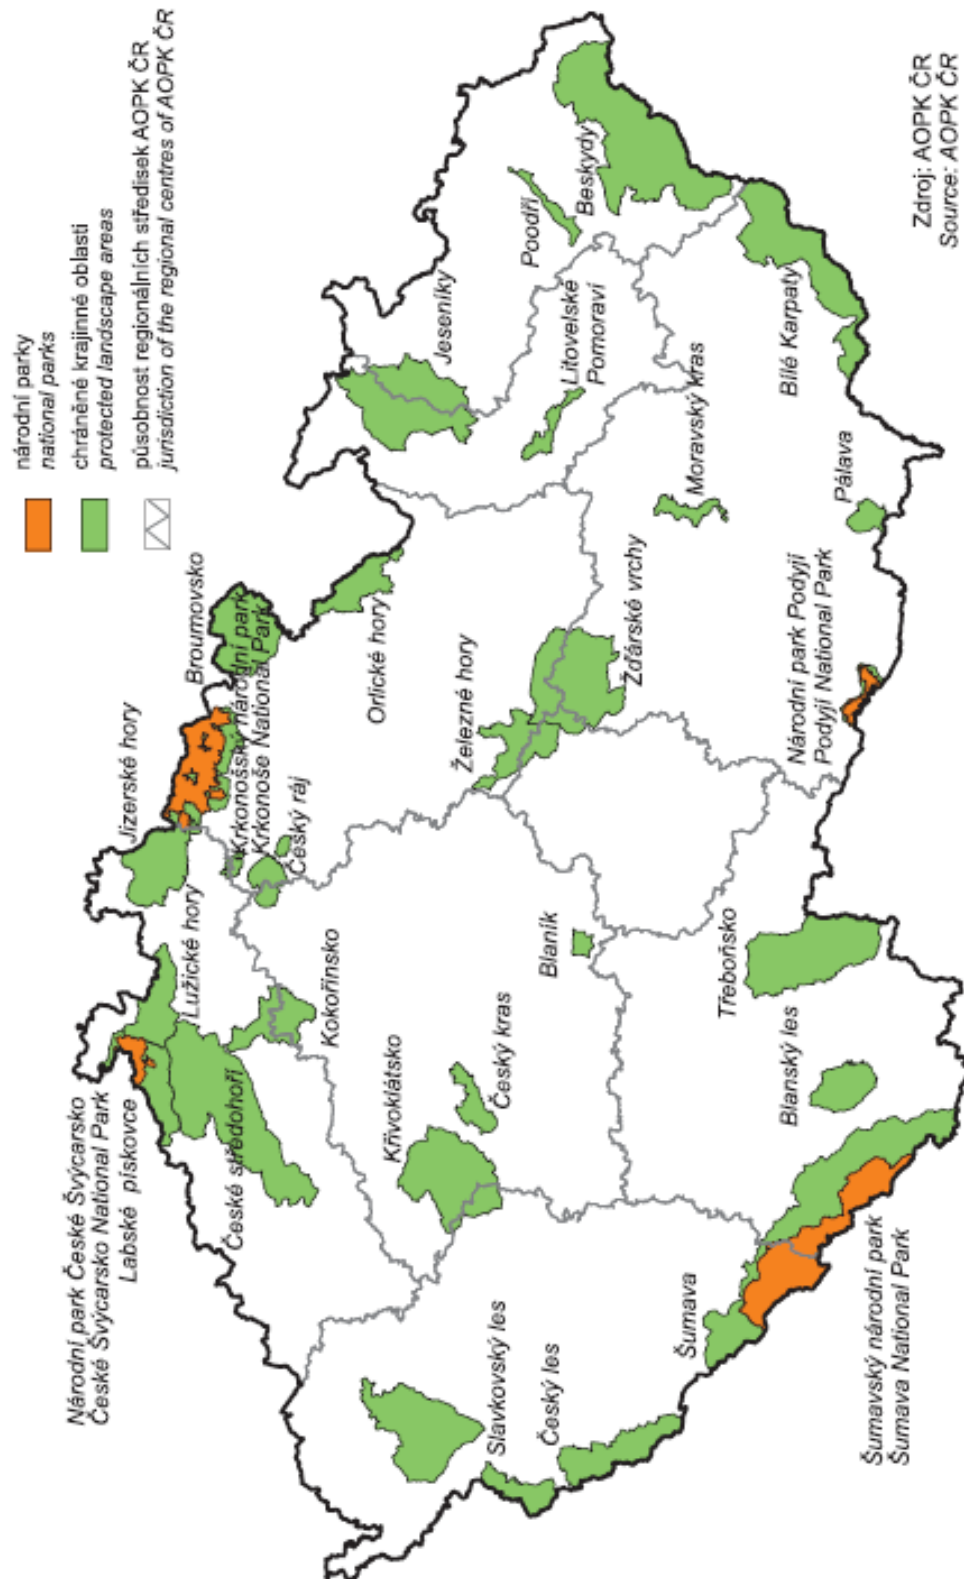 národní parky
national parks
chráněné krajinné oblasti
protected landscape areas
působnost regionálních středisek AOPK ČR
jurisdiction of the regional centres of AOPK ČR
Národní park České Švýcarsko
České Švýcarsko National Park
Labské pískovce
Lužické hory
Jizerské hory
Broumovsko
Krkonošský národní park
Krkonoše National Park
Český ráj
České středohoří
Kokořínsko
Orlické hory
Jeseníky
Poodří
Beskydy
Litovelské
Pomoraví
Křivoklátsko
Český kras
Železné hory
Slavkovský les
Český les
Blaník
Žďárské vrchy
Moravský kras
Bílé Karpaty
Šumava
Třeboňsko
Blanský les
Národní park Podyjí
Podyjí National Park
Pálava
Šumavský národní park
Šumava National Park
Zdroj: AOPK ČR
Source: AOPK ČR